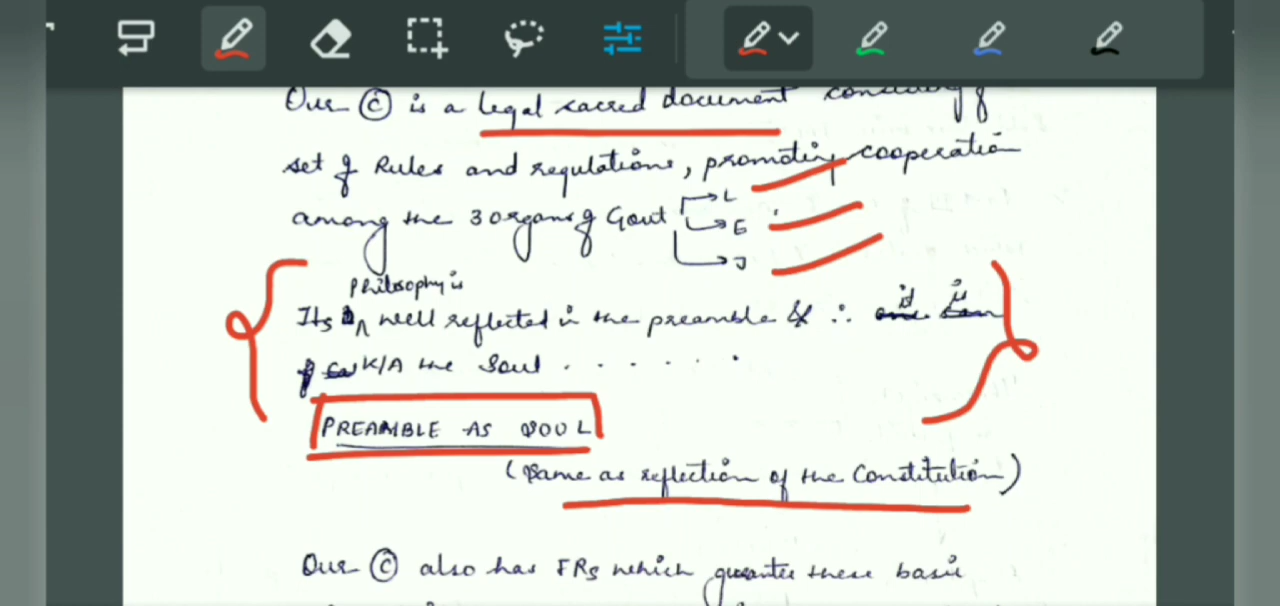 Our © is a legal sacred document consisting of
set of Rules and regulations, promoting cooperation
among the 3 organs of Govt → L
→ E
→ J
Philosophy is
Its well reflected in the preamble & ∴ it is
K/A the Soul . . . . . .
PREAMBLE AS SOUL
(Same as reflection of the Constitution)
Our © also has FRs which guarntee these basic